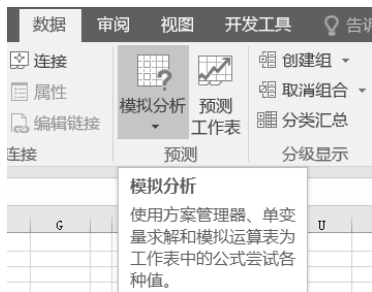 数据 审阅 视图 开发工具 告诉
连接 创建组
属性 模拟分析 预测工作表 取消组合
编辑链接 分类汇总
连接 预测 分级显示
模拟分析
使用方案管理器、单变
量求解和模拟运算表为
工作表中的公式尝试各
种值。
G U